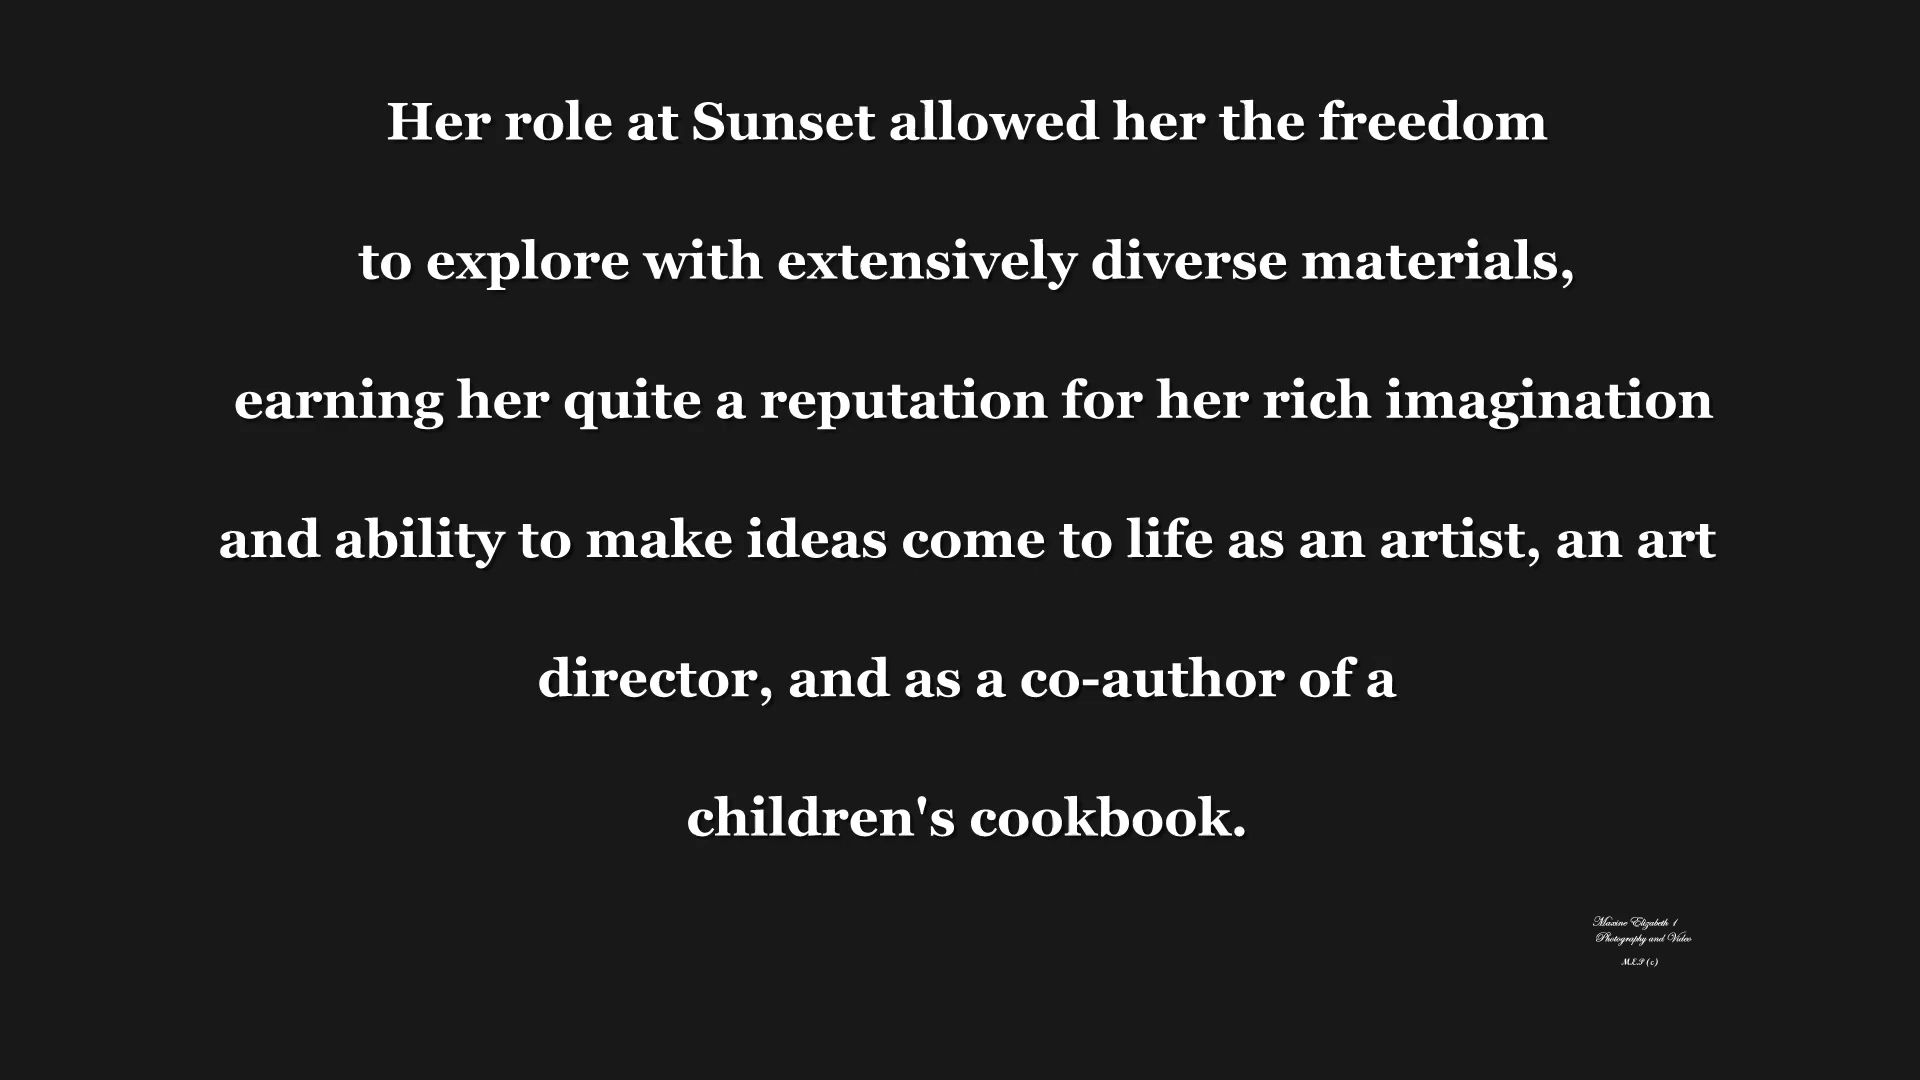 Her role at Sunset allowed her the freedom
to explore with extensively diverse materials,
earning her quite a reputation for her rich imagination
and ability to make ideas come to life as an artist, an art
director, and as a co-author of a
children's cookbook.
Maxine Elizabeth 1
Photography and Video
M.E.P (c)